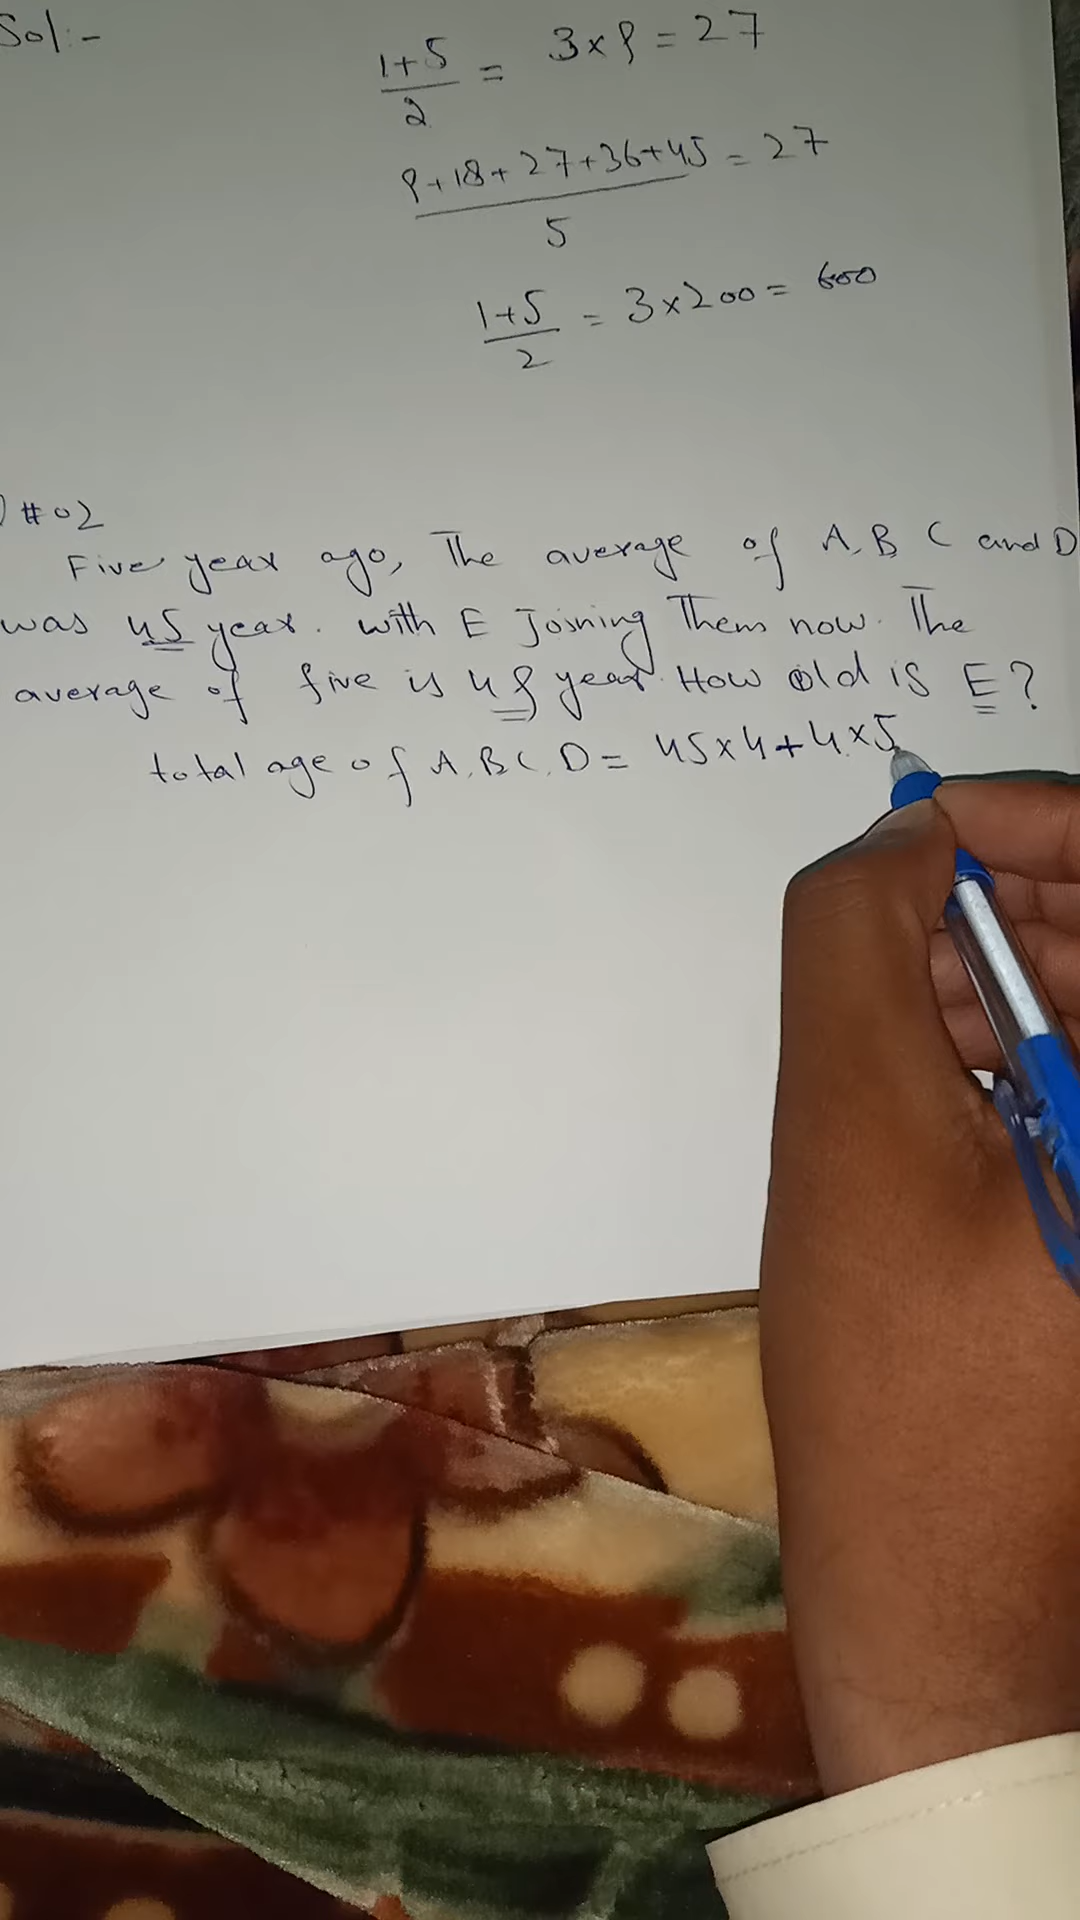 Sol:-
1+5/2 = 3×9 = 27
9+18+27+36+45/5 = 27
1+5/2 = 3×200 = 600
#02
Five year ago, The average of A, B C and D
was 45 year. with E Joining Them now. The
average of five is 49 year. How old is E?
total age of A, B C, D = 45×4+4×5